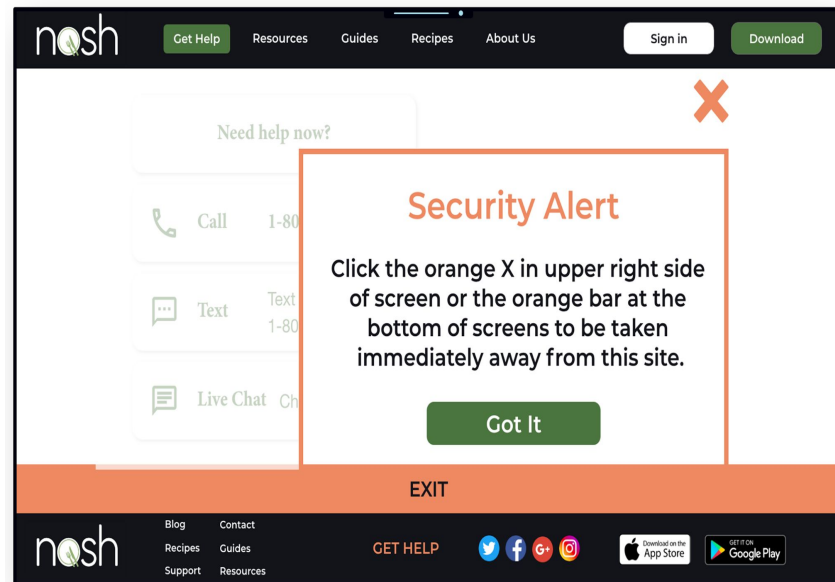 nosh
Get Help
Resources
Guides
Recipes
About Us
Sign in
Download
X
Need help now?
Call 1-80
Text Text
1-80
Live Chat Ch
Security Alert
Click the orange X in upper right side
of screen or the orange bar at the
bottom of screens to be taken
immediately away from this site.
Got It
EXIT
nosh
Blog Contact
Recipes Guides
Support Resources
GET HELP
Download on the
App Store
GET IT ON
Google Play